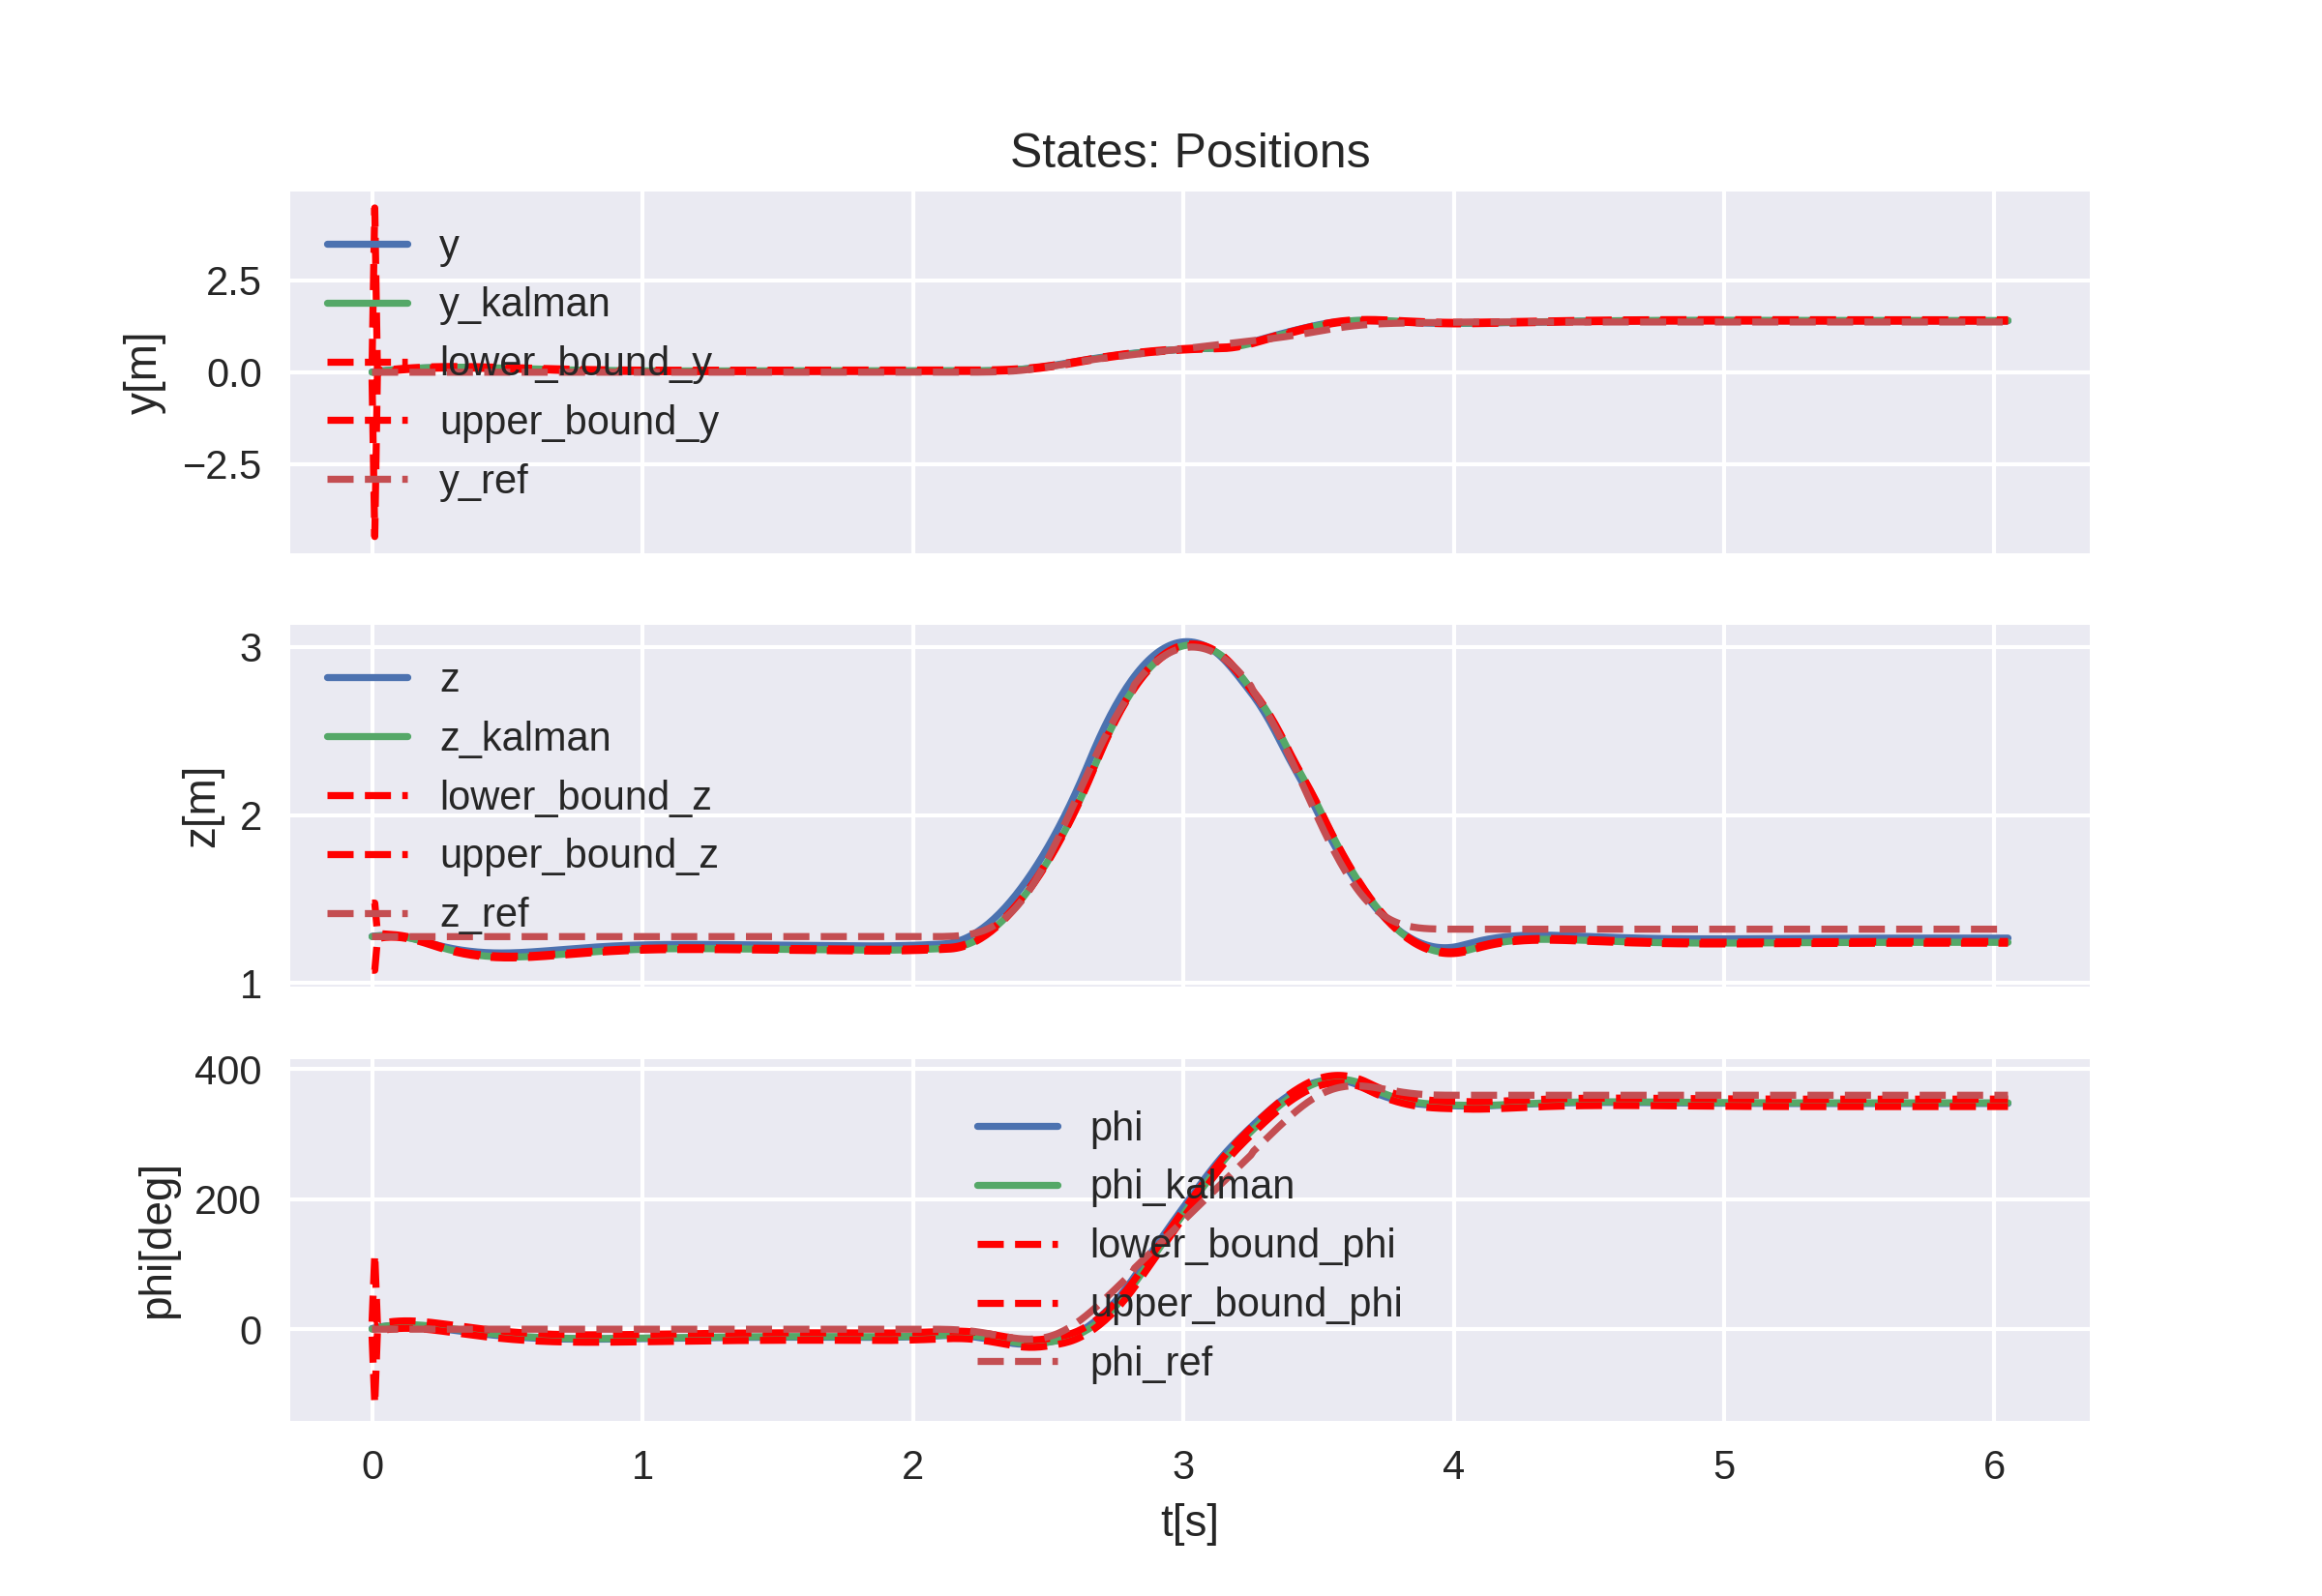 States: Positions
y[m]
2.5
0.0
−2.5
y
y_kalman
lower_bound_y
upper_bound_y
y_ref
z[m]
3
2
1
z
z_kalman
lower_bound_z
upper_bound_z
z_ref
phi[deg]
400
200
0
phi
phi_kalman
lower_bound_phi
upper_bound_phi
phi_ref
0 1 2 3 4 5 6
t[s]